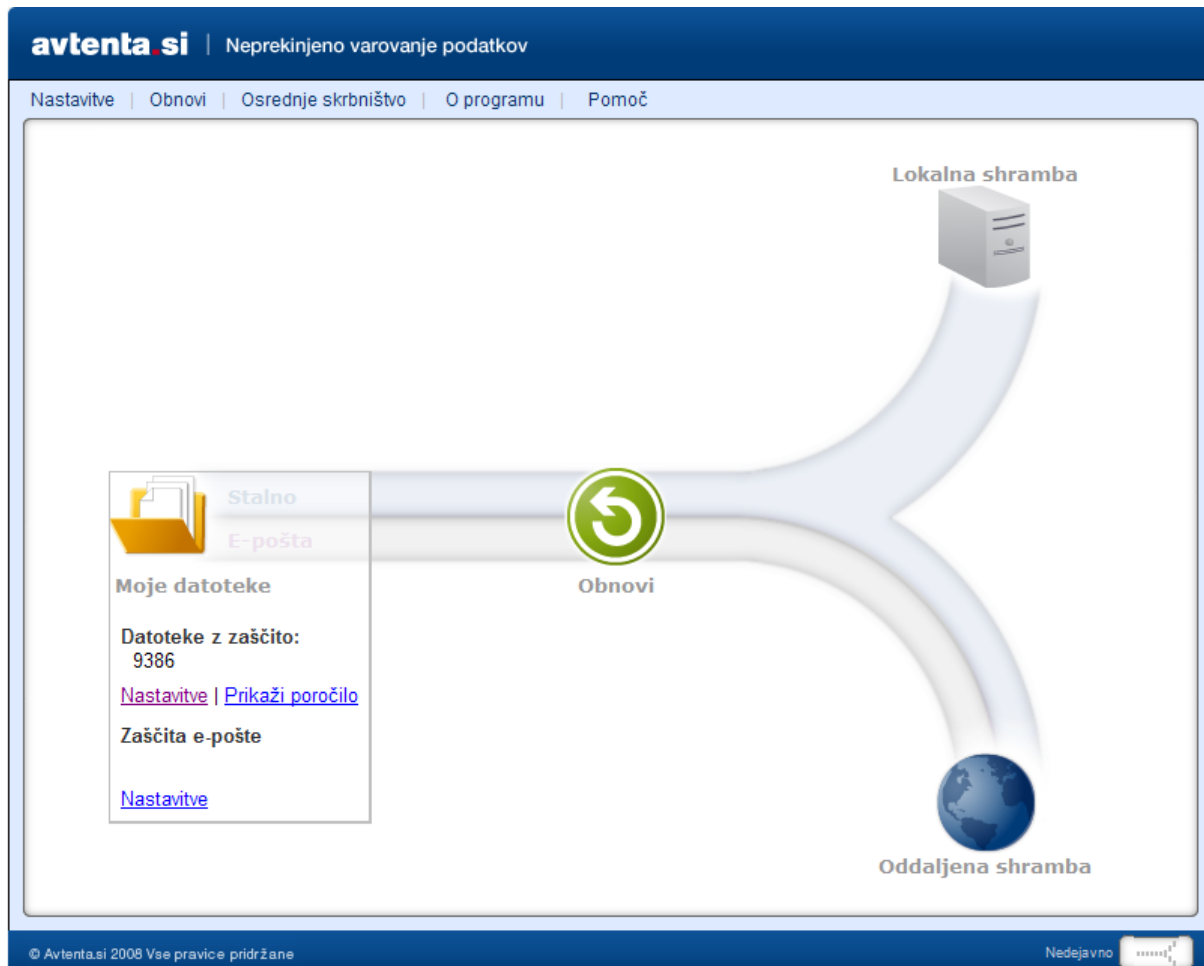 avtenta.si | Neprekinjeno varovanje podatkov
Nastavitve | Obnovi | Osrednje skrbništvo | O programu | Pomoč
Lokalna shramba
Stalno
E-pošta
Moje datoteke
Obnovi
Datoteke z zaščito:
9386
Nastavitve | Prikaži poročilo
Zaščita e-pošte
Nastavitve
Oddaljena shramba
© Avtenta.si 2008 Vse pravice pridržane
Nedejavno